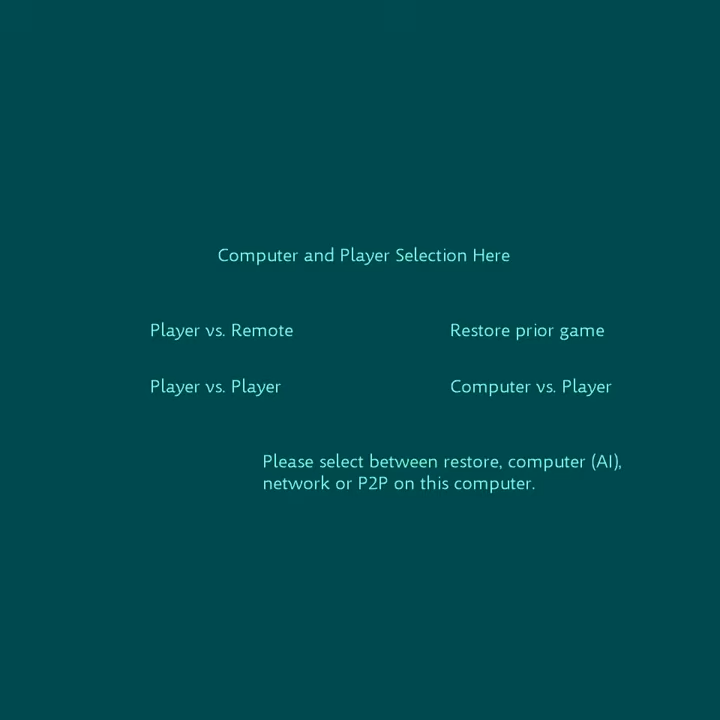 Computer and Player Selection Here
Player vs. Remote
Restore prior game
Player vs. Player
Computer vs. Player
Please select between restore, computer (AI),
network or P2P on this computer.